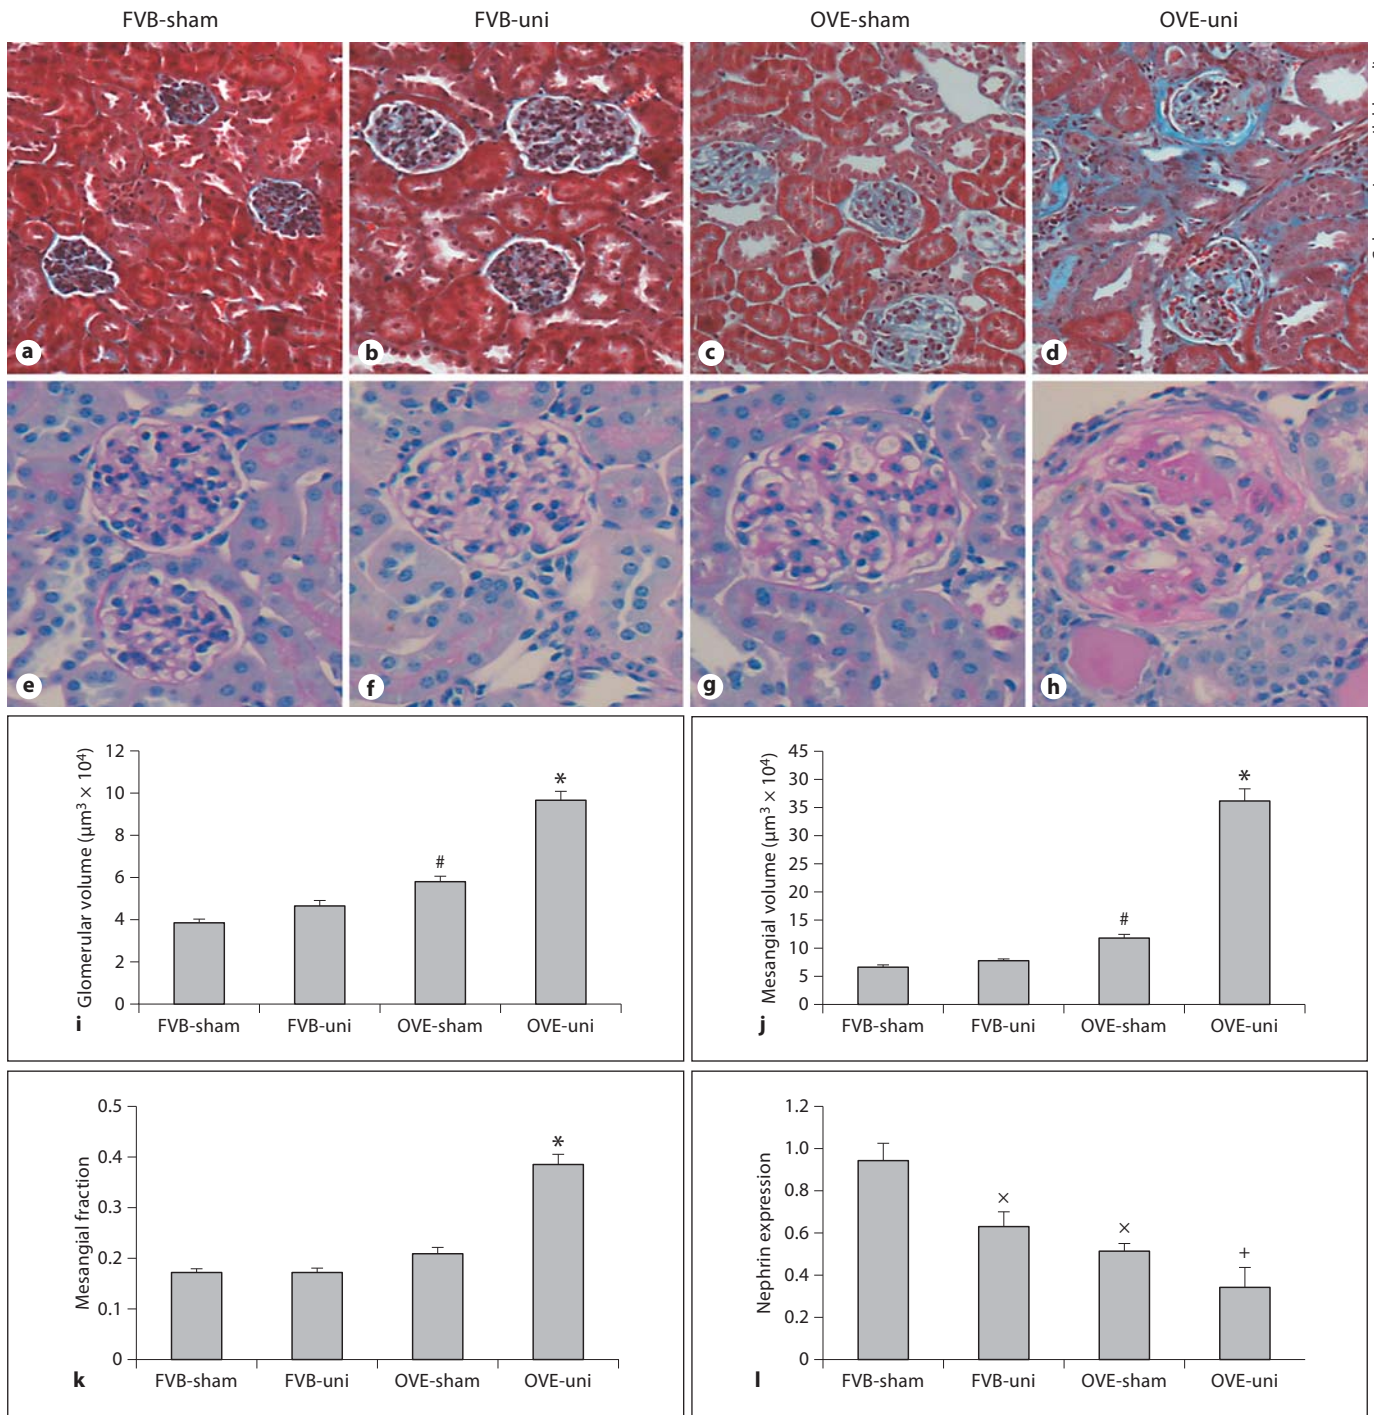 FVB-sham FVB-uni OVE-sham OVE-uni
a b c d
e f g h
Glomerular volume (µm³ × 10⁴)
12
10
8
6
4
2
0
*
#
FVB-sham FVB-uni OVE-sham OVE-uni
i
Mesangial volume (µm³ × 10⁴)
45
30
35
30
25
20
15
10
5
0
*
#
FVB-sham FVB-uni OVE-sham OVE-uni
j
Mesangial fraction
0.5
0.4
0.3
0.2
0.1
0
*
FVB-sham FVB-uni OVE-sham OVE-uni
k
Nephrin expression
1.2
1.0
0.8
0.6
0.4
0.2
0
× × +
FVB-sham FVB-uni OVE-sham OVE-uni
l